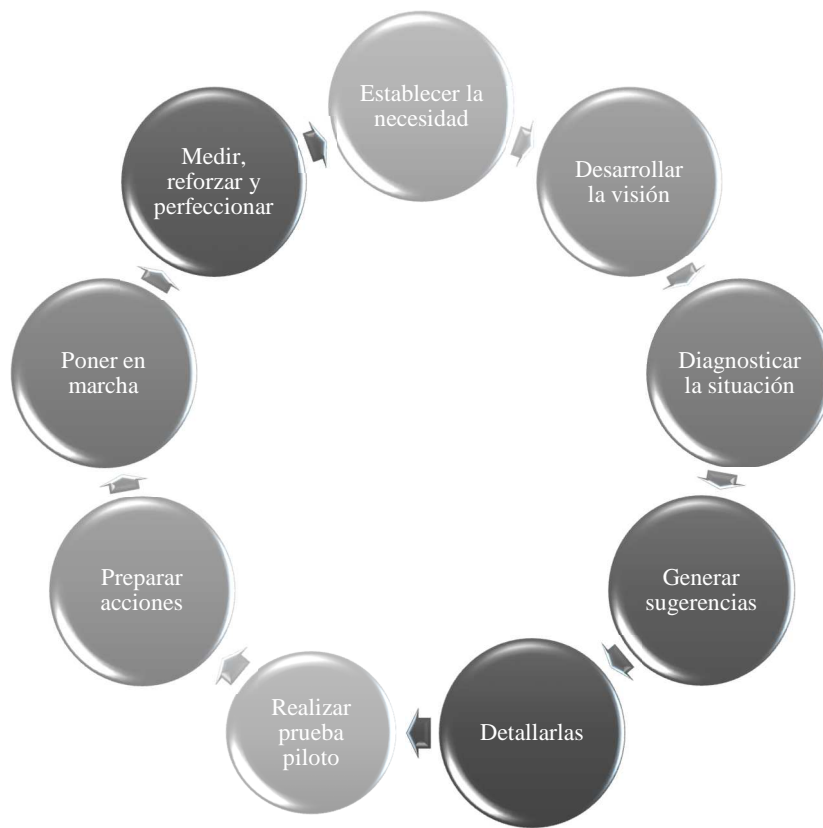 Establecer la
necesidad
Desarrollar
la visión
Diagnosticar
la situación
Generar
sugerencias
Detallarlas
Realizar
prueba
piloto
Preparar
acciones
Poner en
marcha
Medir,
reforzar y
perfeccionar